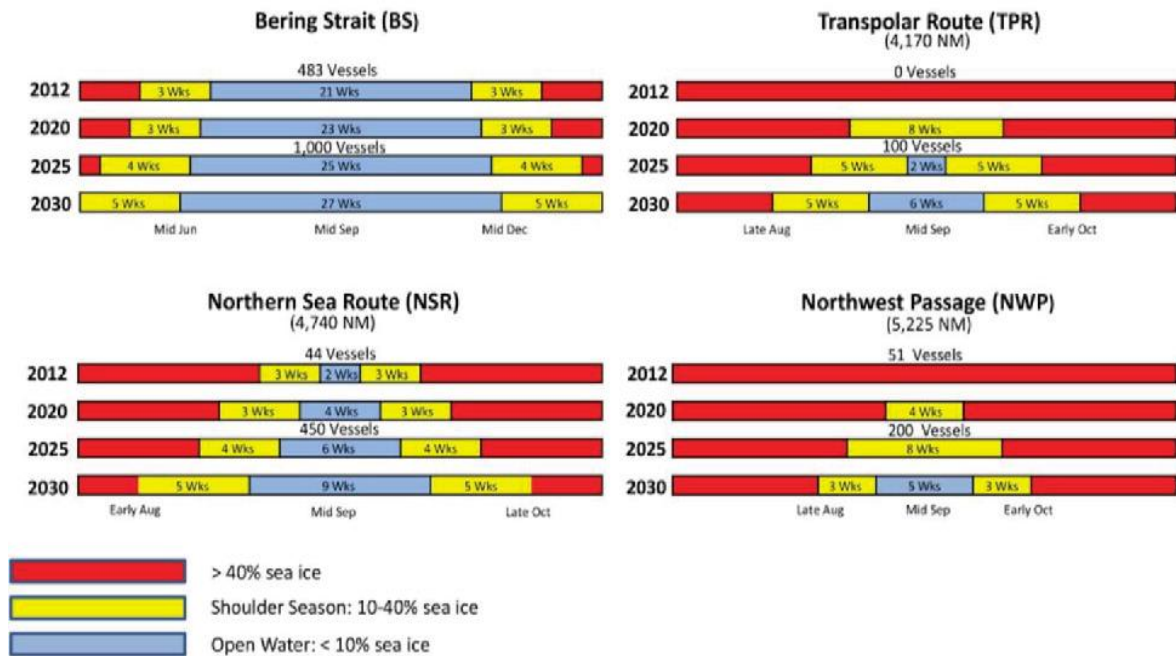 Bering Strait (BS)
483 Vessels
2012 3 Wks 21 Wks 3 Wks
2020 3 Wks 23 Wks 3 Wks
1,000 Vessels
2025 4 Wks 25 Wks 4 Wks
2030 5 Wks 27 Wks 5 Wks
Mid Jun Mid Sep Mid Dec
Transpolar Route (TPR)
(4,170 NM)
0 Vessels
2012
2020 8 Wks
100 Vessels
2025 5 Wks 2 Wks 5 Wks
2030 5 Wks 6 Wks 5 Wks
Late Aug Mid Sep Early Oct
Northern Sea Route (NSR)
(4,740 NM)
44 Vessels
2012 3 Wks 2 Wks 3 Wks
2020 3 Wks 4 Wks 3 Wks
450 Vessels
2025 4 Wks 6 Wks 4 Wks
2030 5 Wks 9 Wks 5 Wks
Early Aug Mid Sep Late Oct
Northwest Passage (NWP)
(5,225 NM)
51 Vessels
2012
2020 4 Wks
200 Vessels
2025 8 Wks
2030 3 Wks 5 Wks 3 Wks
Late Aug Mid Sep Early Oct
> 40% sea ice
Shoulder Season: 10-40% sea ice
Open Water: < 10% sea ice